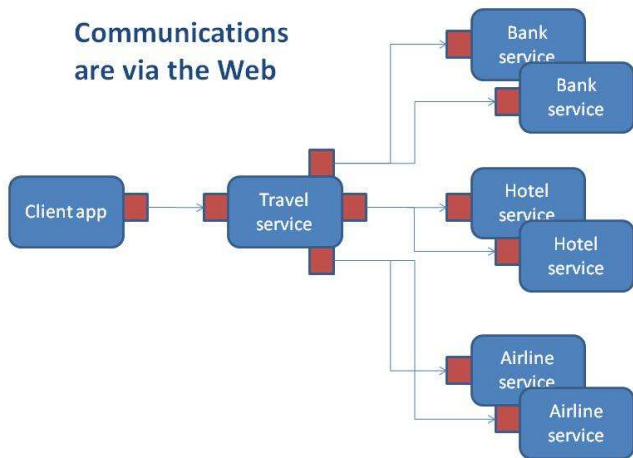 Communications
are via the Web
Bank
service
Bank
service
Client app
Travel
service
Hotel
service
Hotel
service
Airline
service
Airline
service